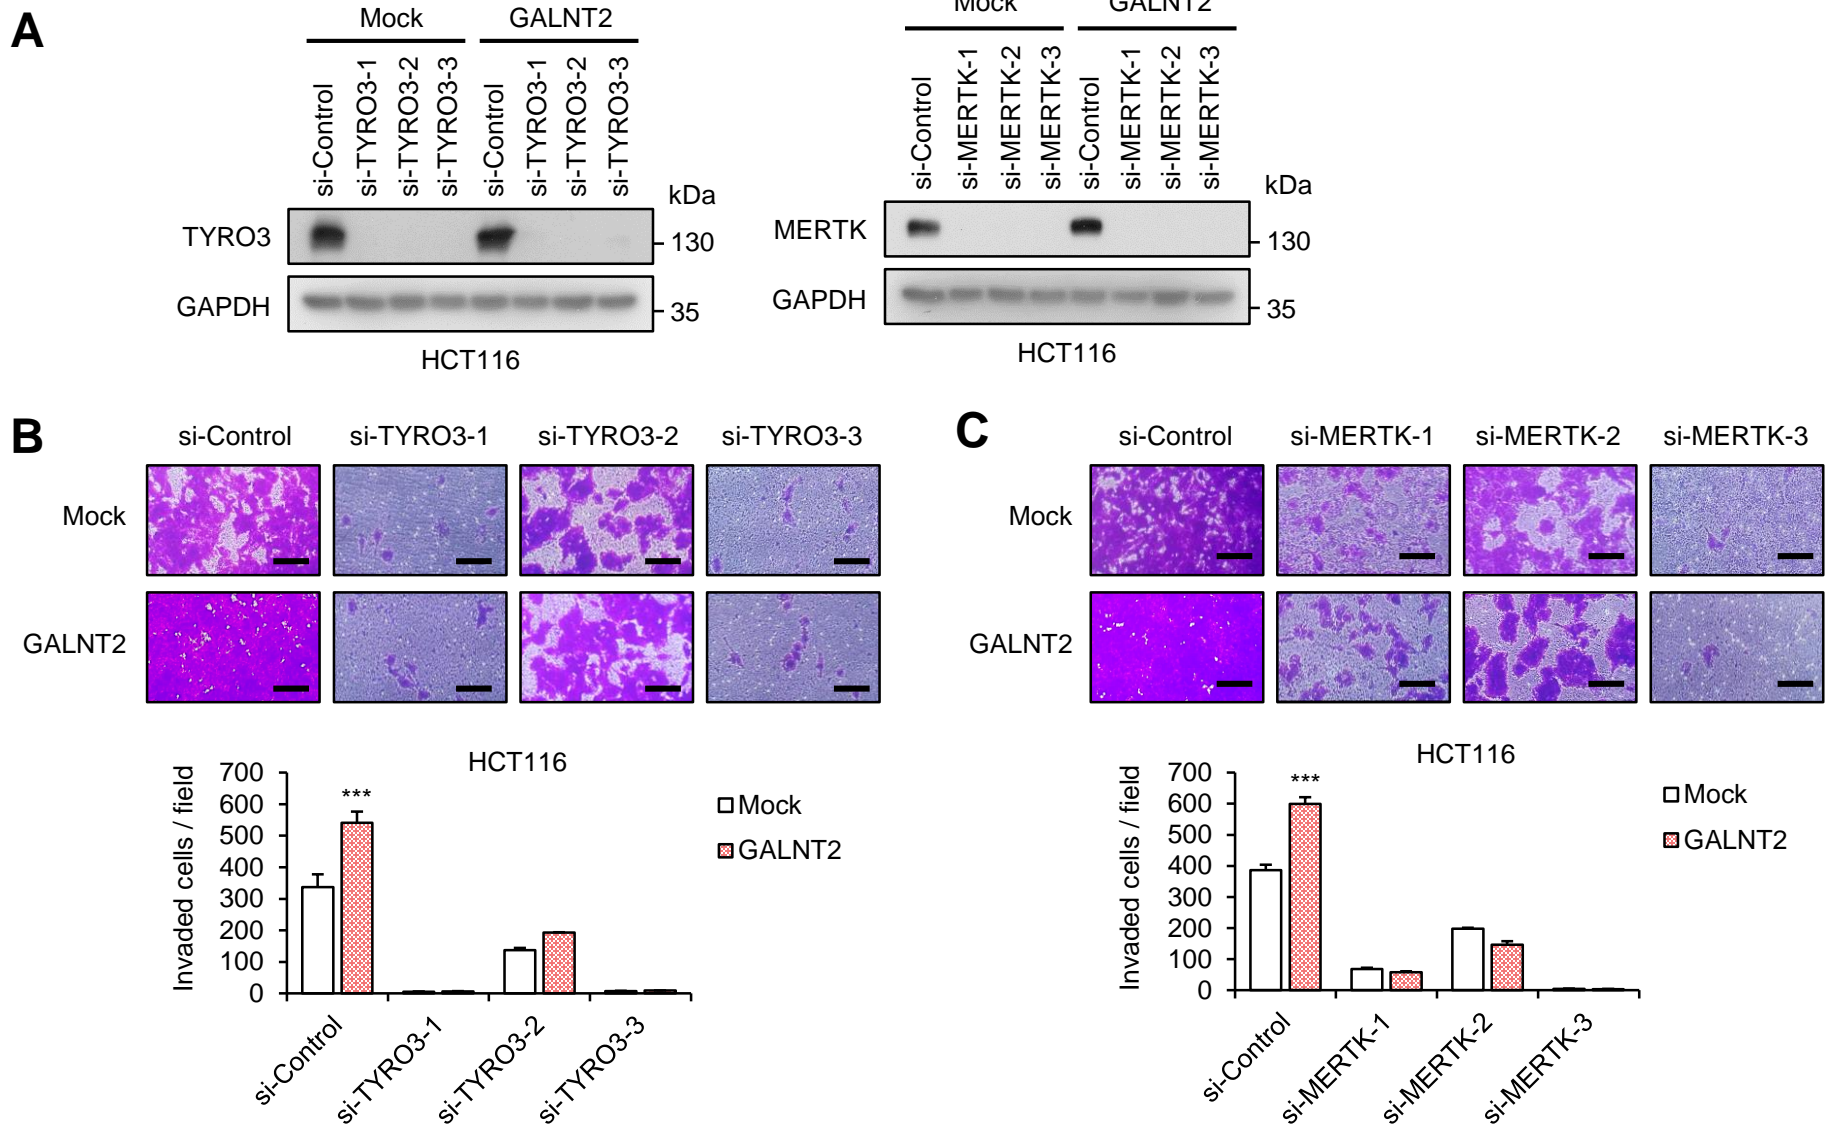 A
Mock GALNT2
si-Control si-TYRO3-1 si-TYRO3-2 si-TYRO3-3 si-Control si-TYRO3-1 si-TYRO3-2 si-TYRO3-3
kDa
TYRO3 130
GAPDH 35
HCT116
Mock GALNT2
si-Control si-MERTK-1 si-MERTK-2 si-MERTK-3 si-Control si-MERTK-1 si-MERTK-2 si-MERTK-3
kDa
MERTK 130
GAPDH 35
HCT116
B
si-Control si-TYRO3-1 si-TYRO3-2 si-TYRO3-3
Mock
GALNT2
HCT116
Invaded cells / field
700
600
500
400
300
200
100
0
***
Mock
GALNT2
si-Control si-TYRO3-1 si-TYRO3-2 si-TYRO3-3
C
si-Control si-MERTK-1 si-MERTK-2 si-MERTK-3
Mock
GALNT2
HCT116
Invaded cells / field
700
600
500
400
300
200
100
0
***
Mock
GALNT2
si-Control si-MERTK-1 si-MERTK-2 si-MERTK-3